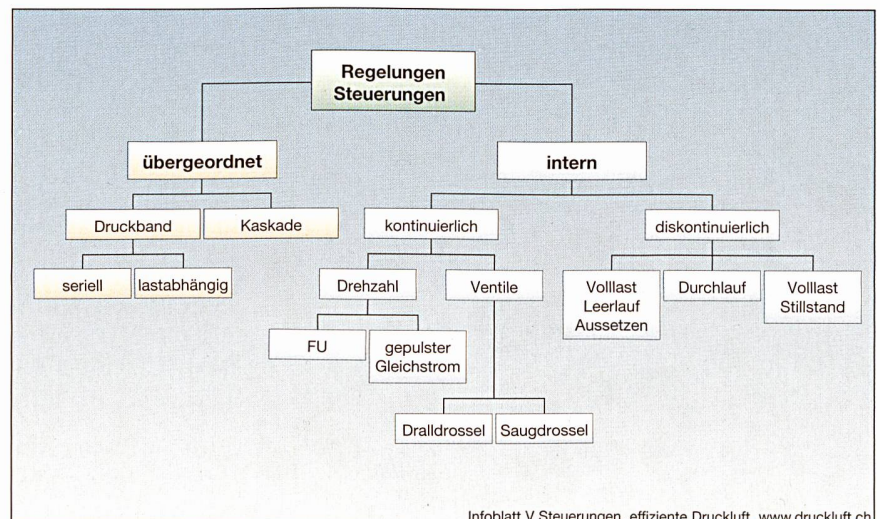 Regelungen
Steuerungen
übergeordnet
intern
Druckband
Kaskade
kontinuierlich
diskontinuierlich
seriell
lastabhängig
Drehzahl
Ventile
Volllast
Leerlauf
Aussetzen
Durchlauf
Volllast
Stillstand
FU
gepulster
Gleichstrom
Dralldrossel
Saugdrossel
Infoblatt V Steuerungen, effiziente Druckluft, www.druckluft.ch